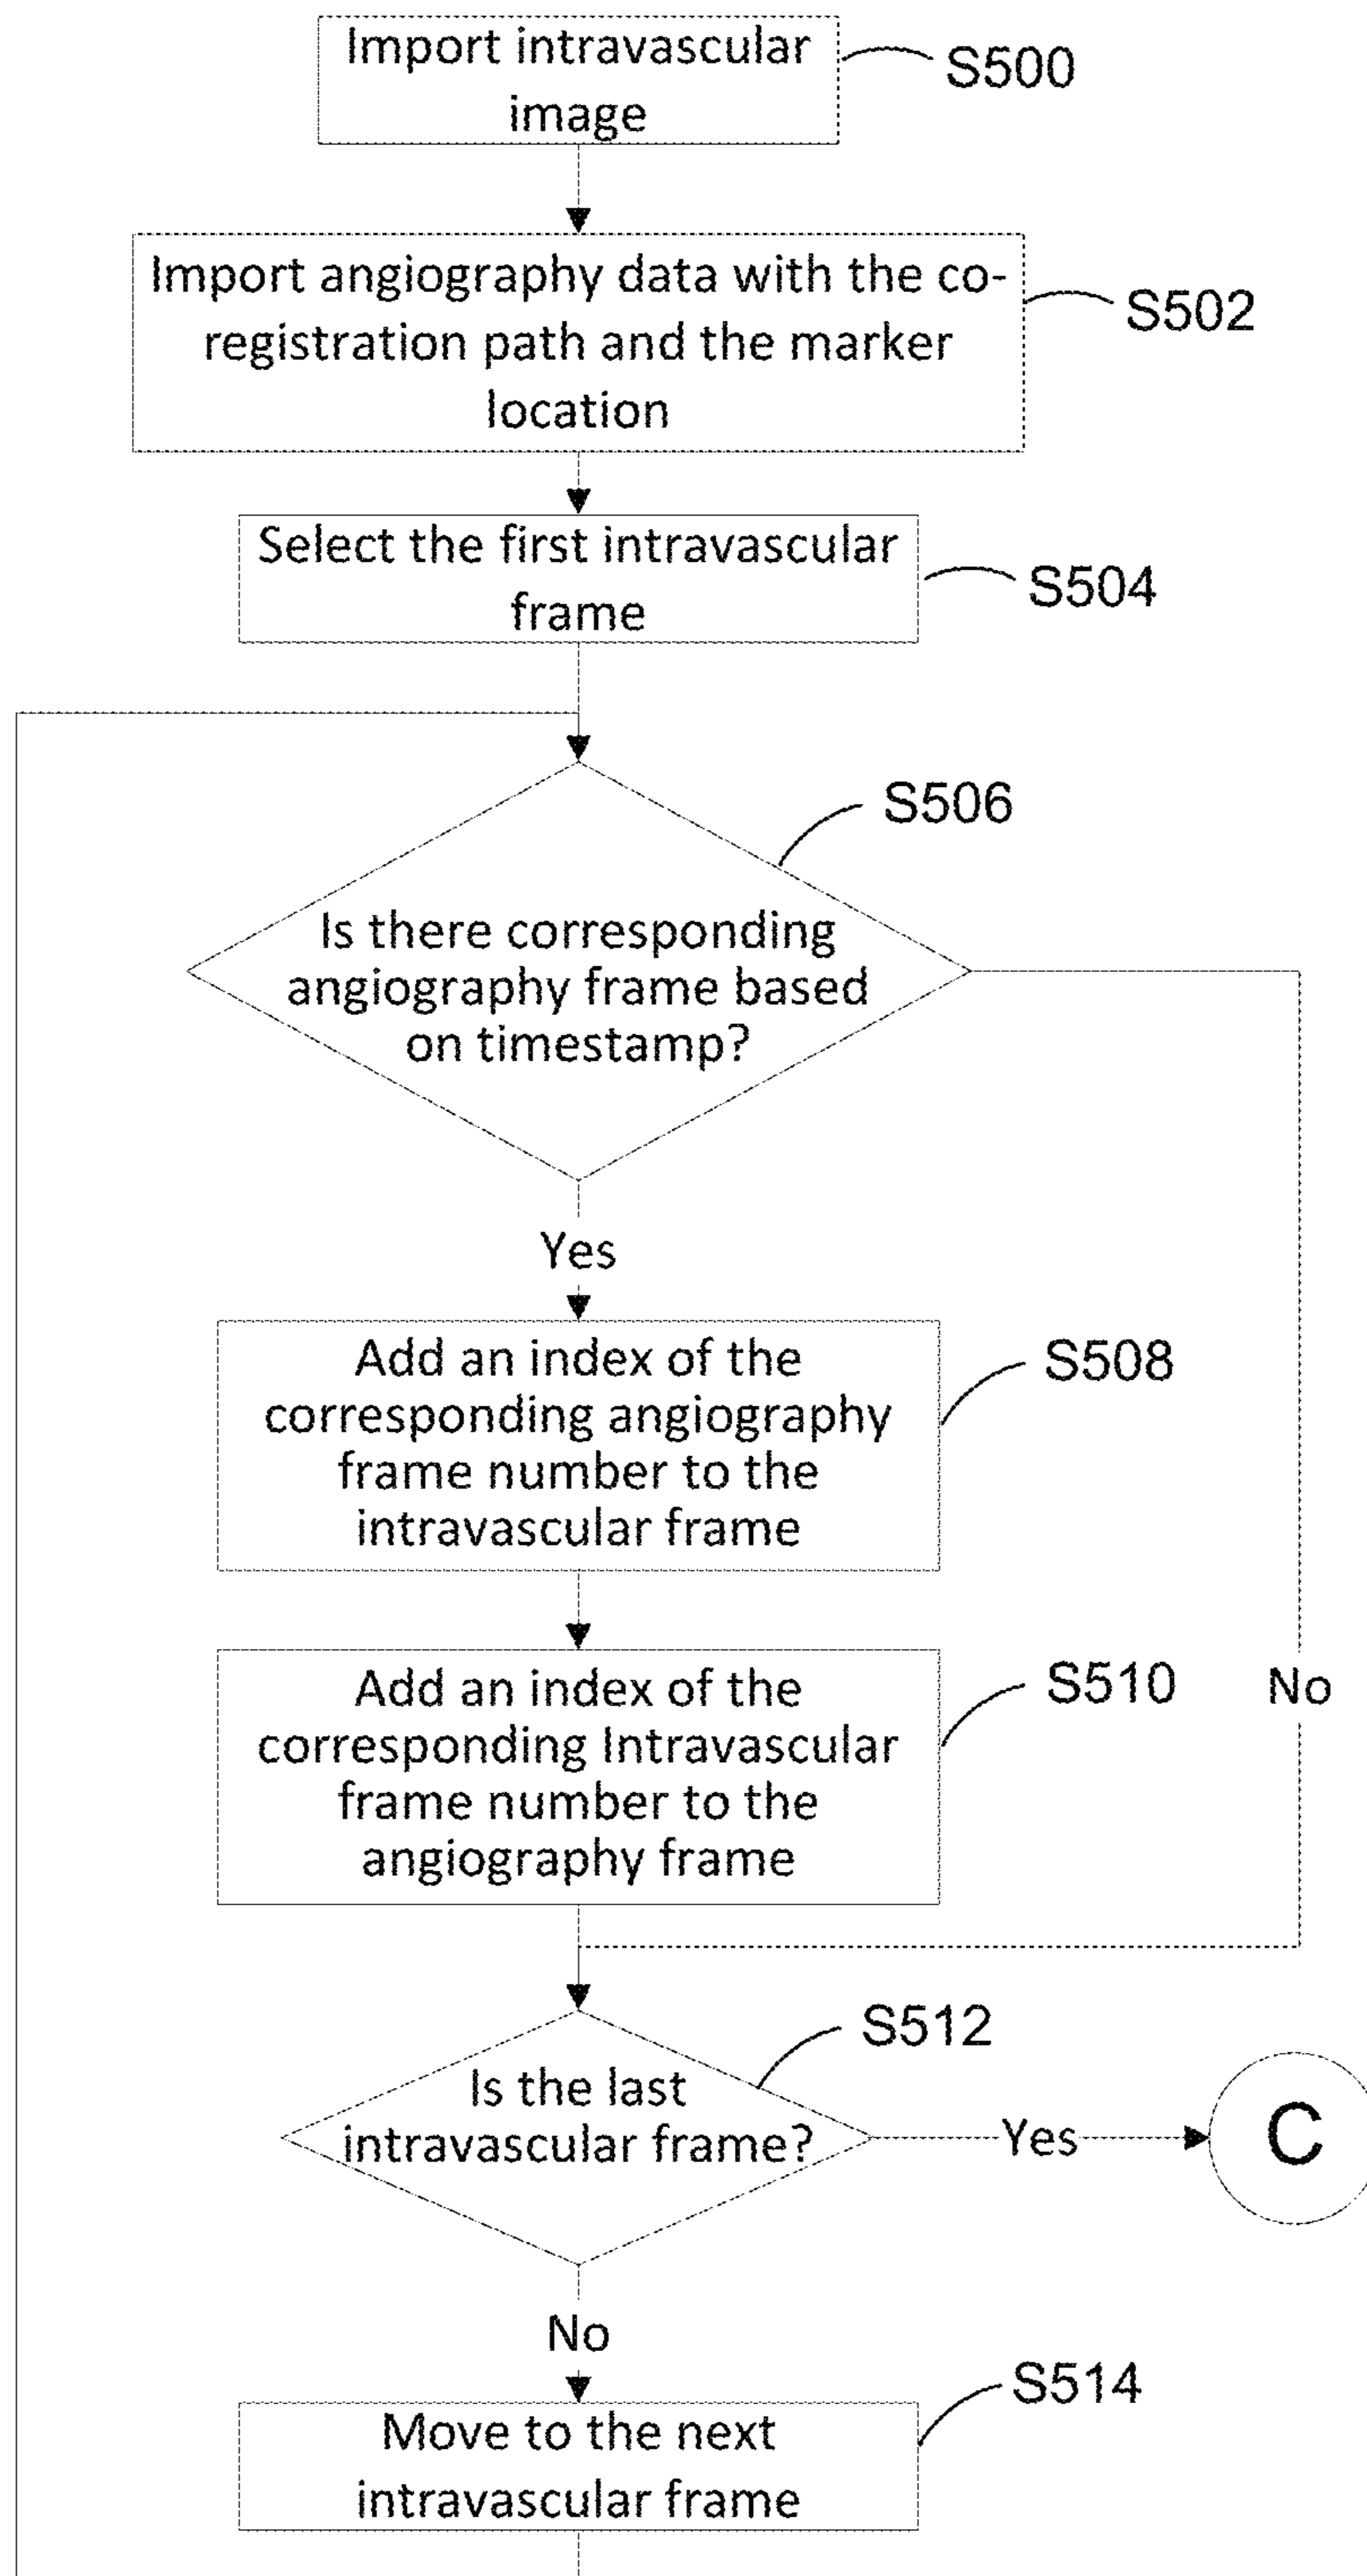 Import intravascular
image
S500
Import angiography data with the co-
registration path and the marker
location
S502
Select the first intravascular
frame
S504
S506
Is there corresponding
angiography frame based
on timestamp?
Yes
Add an index of the
corresponding angiography
frame number to the
intravascular frame
S508
Add an index of the
corresponding Intravascular
frame number to the
angiography frame
S510
No
S512
Is the last
intravascular frame?
Yes
C
No
S514
Move to the next
intravascular frame